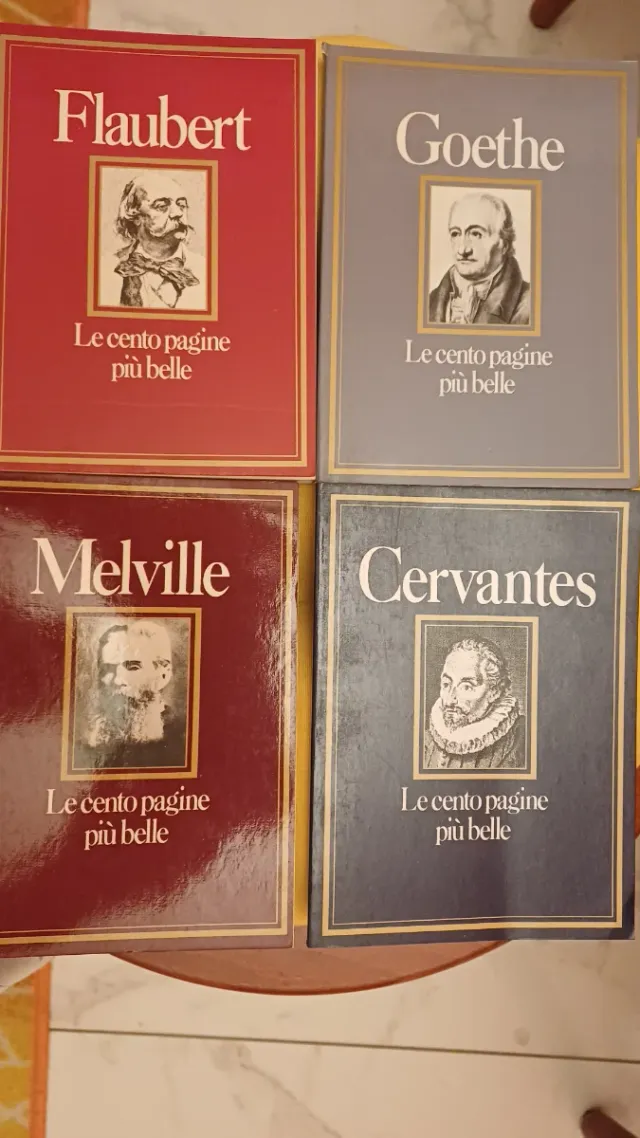 Flaubert
Le cento pagine
più belle
Goethe
Le cento pagine
più belle
Melville
Le cento pagine
più belle
Cervantes
Le cento pagine
più belle